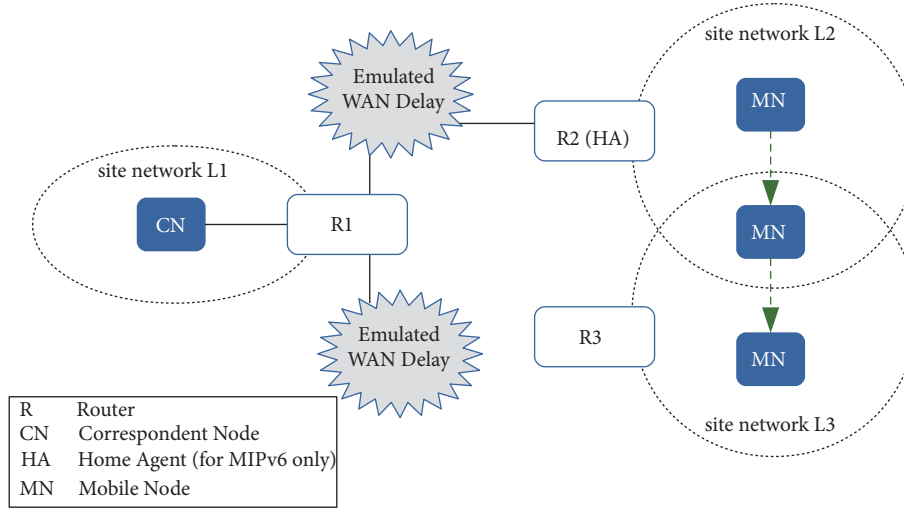 Emulated
WAN Delay
site network L2
MN
R2 (HA)
site network L1
CN
R1
MN
Emulated
WAN Delay
R3
MN
site network L3
R Router
CN Correspondent Node
HA Home Agent (for MIPv6 only)
MN Mobile Node